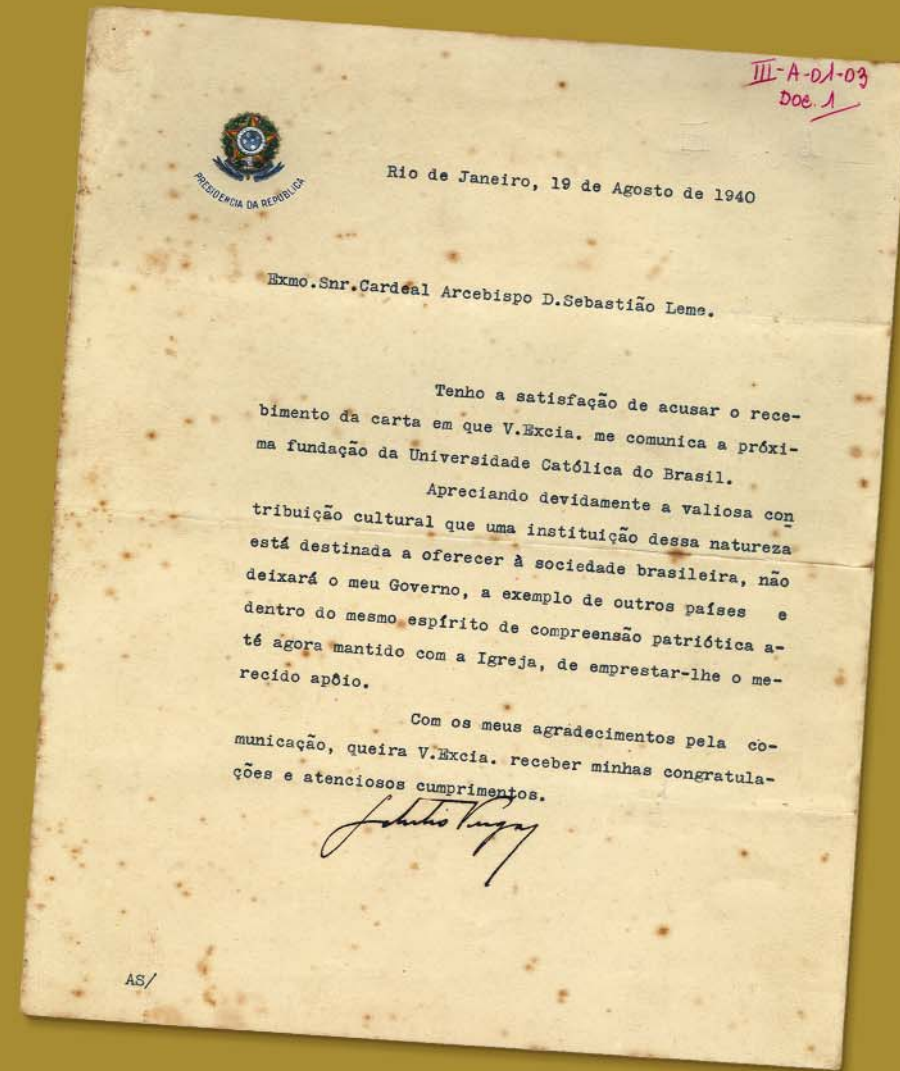 III-A-01-03
Doc. 1
PRESIDENCIA DA REPUBLICA
Rio de Janeiro, 19 de Agosto de 1940
Exmo.Snr.Cardeal Arcebispo D.Sebastião Leme.
Tenho a satisfação de acusar o rece-
bimento da carta em que V.Excia. me comunica a próxi-
ma fundação da Universidade Católica do Brasil.
Apreciando devidamente a valiosa con
tribuição cultural que uma instituição dessa natureza
está destinada a oferecer à sociedade brasileira, não
deixará o meu Governo, a exemplo de outros países e
dentro do mesmo espírito de compreensão patriótica a-
té agora mantido com a Igreja, de emprestar-lhe o me-
recido apôio.
Com os meus agradecimentos pela co-
municação, queira V.Excia. receber minhas congratula-
ções e atenciosos cumprimentos.
Getulio Vargas
AS/